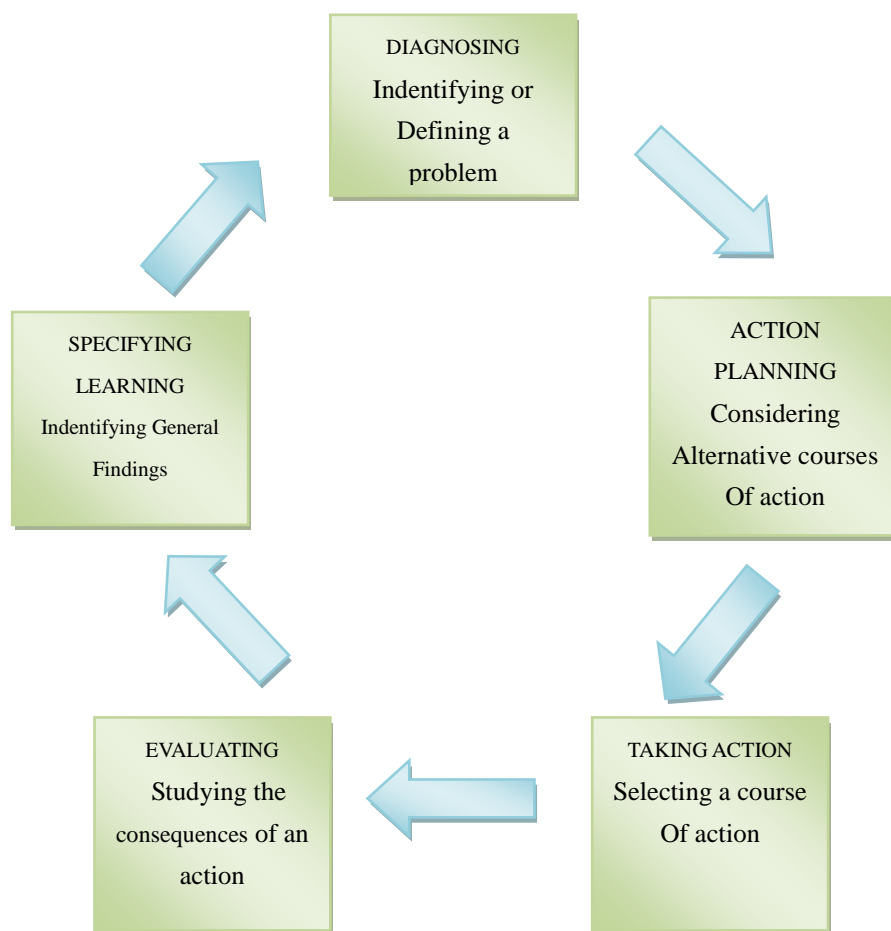 DIAGNOSING
Indentifying or
Defining a
problem
ACTION
PLANNING
Considering
Alternative courses
Of action
TAKING ACTION
Selecting a course
Of action
EVALUATING
Studying the
consequences of an
action
SPECIFYING
LEARNING
Indentifying General
Findings